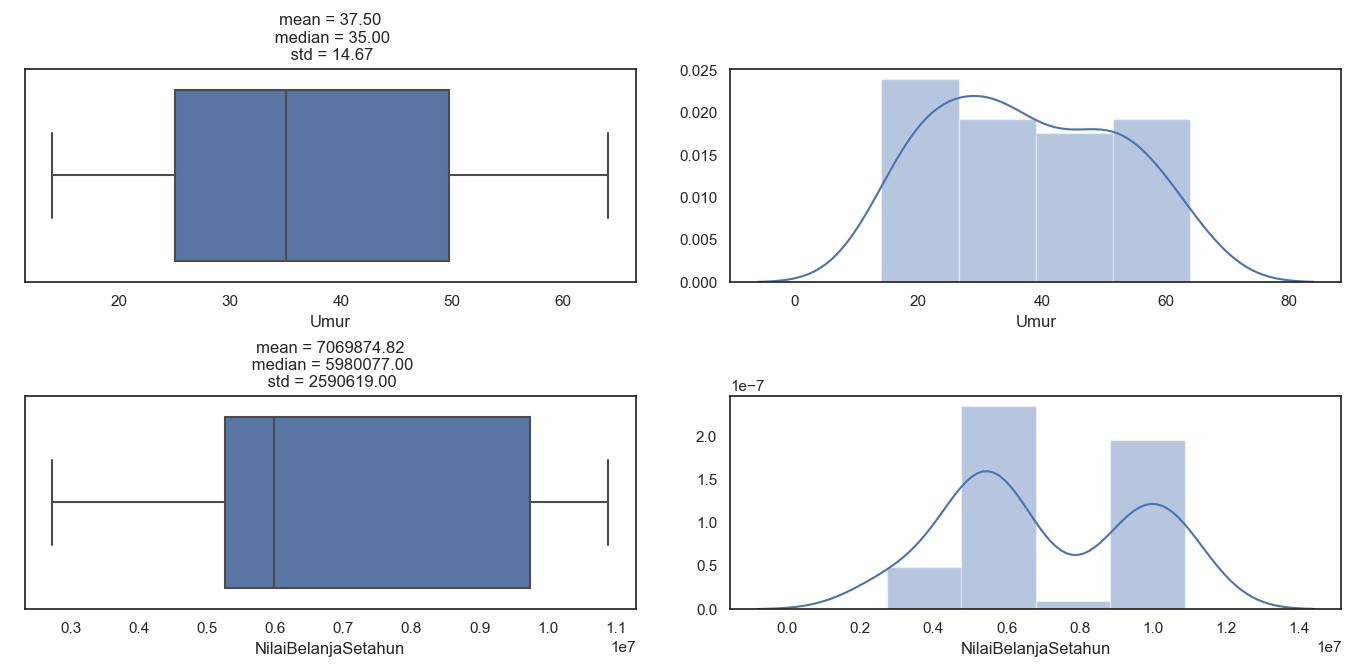 mean = 37.50
median = 35.00
std = 14.67
20 30 40 50 60
Umur
0.025
0.020
0.015
0.010
0.005
0.000
0 20 40 60 80
Umur
mean = 7069874.82
median = 5980077.00
std = 2590619.00
0.3 0.4 0.5 0.6 0.7 0.8 0.9 1.0 1.1
NilaiBelanjaSetahun
1e7
1e−7
2.0
1.5
1.0
0.5
0.0
0.0 0.2 0.4 0.6 0.8 1.0 1.2 1.4
NilaiBelanjaSetahun
1e7